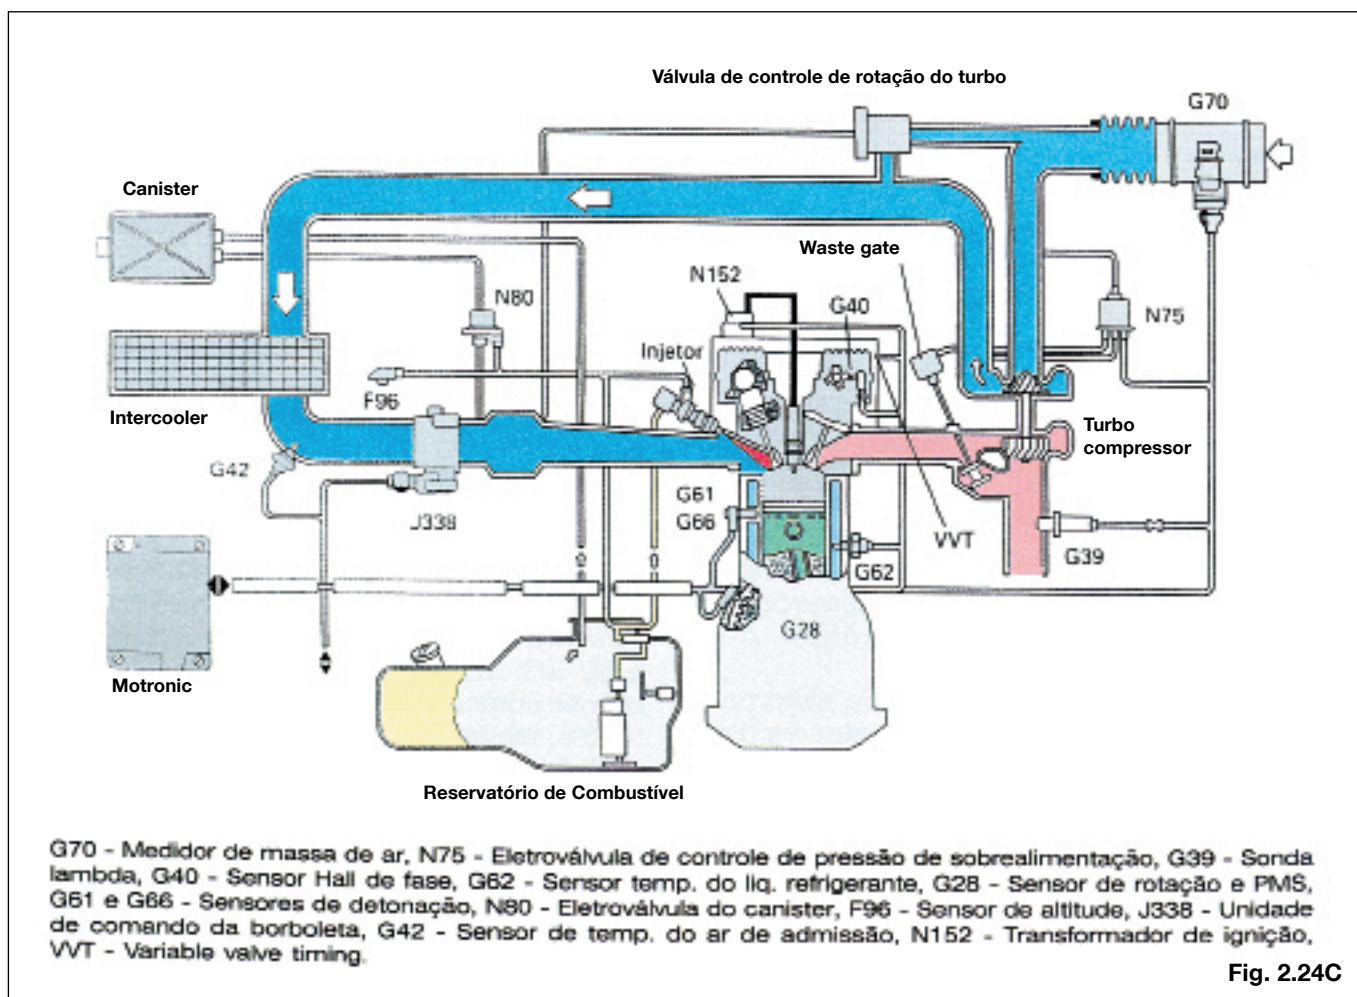 Válvula de controle de rotação do turbo
G70
Canister
Waste gate
N152
N80
G40
N75
Injetor
F96
Intercooler
Turbo
compressor
G42
G61
J338
G66
VVT
G39
G62
G28
Motronic
Reservatório de Combustível
G70 - Medidor de massa de ar, N75 - Eletroválvula de controle de pressão de sobrealimentação, G39 - Sonda
lambda, G40 - Sensor Hall de fase, G62 - Sensor temp. do liq. refrigerante, G28 - Sensor de rotação e PMS,
G61 e G66 - Sensores de detonação, N80 - Eletroválvula do canister, F96 - Sensor de altitude, J338 - Unidade
de comando da borboleta, G42 - Sensor de temp. do ar de admissão, N152 - Transformador de ignição,
VVT - Variable valve timing.
Fig. 2.24C